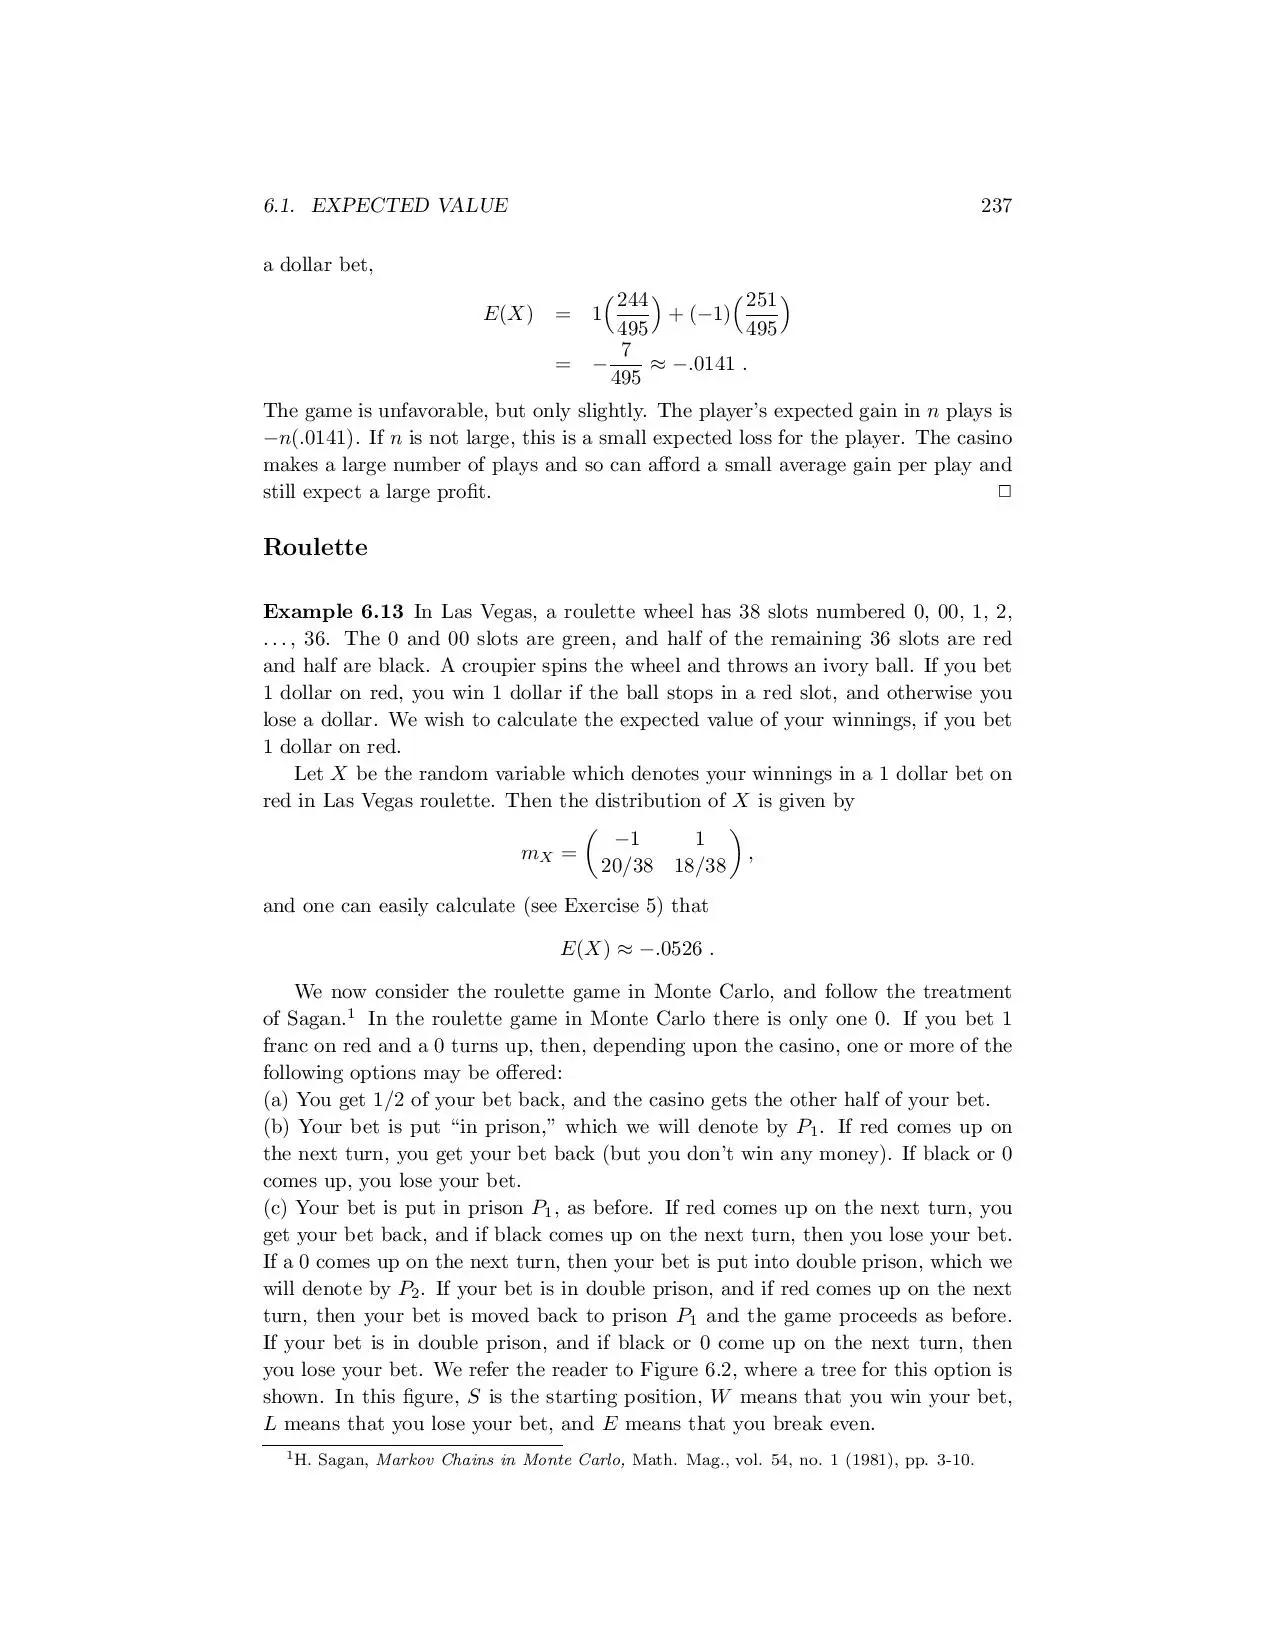 6.1. EXPECTED VALUE 237
a dollar bet,
E(X) = 1(244/495) + (−1)(251/495)
= −7/495 ≈ −.0141 .
The game is unfavorable, but only slightly. The player's expected gain in n plays is
−n(.0141). If n is not large, this is a small expected loss for the player. The casino
makes a large number of plays and so can afford a small average gain per play and
still expect a large profit. □
Roulette
Example 6.13 In Las Vegas, a roulette wheel has 38 slots numbered 0, 00, 1, 2,
. . . , 36. The 0 and 00 slots are green, and half of the remaining 36 slots are red
and half are black. A croupier spins the wheel and throws an ivory ball. If you bet
1 dollar on red, you win 1 dollar if the ball stops in a red slot, and otherwise you
lose a dollar. We wish to calculate the expected value of your winnings, if you bet
1 dollar on red.
Let X be the random variable which denotes your winnings in a 1 dollar bet on
red in Las Vegas roulette. Then the distribution of X is given by
−1 1
m_X = ( ) ,
20/38 18/38
and one can easily calculate (see Exercise 5) that
E(X) ≈ −.0526 .
We now consider the roulette game in Monte Carlo, and follow the treatment
of Sagan.¹ In the roulette game in Monte Carlo there is only one 0. If you bet 1
franc on red and a 0 turns up, then, depending upon the casino, one or more of the
following options may be offered:
(a) You get 1/2 of your bet back, and the casino gets the other half of your bet.
(b) Your bet is put "in prison," which we will denote by P₁. If red comes up on
the next turn, you get your bet back (but you don't win any money). If black or 0
comes up, you lose your bet.
(c) Your bet is put in prison P₁, as before. If red comes up on the next turn, you
get your bet back, and if black comes up on the next turn, then you lose your bet.
If a 0 comes up on the next turn, then your bet is put into double prison, which we
will denote by P₂. If your bet is in double prison, and if red comes up on the next
turn, then your bet is moved back to prison P₁ and the game proceeds as before.
If your bet is in double prison, and if black or 0 come up on the next turn, then
you lose your bet. We refer the reader to Figure 6.2, where a tree for this option is
shown. In this figure, S is the starting position, W means that you win your bet,
L means that you lose your bet, and E means that you break even.
¹H. Sagan, Markov Chains in Monte Carlo, Math. Mag., vol. 54, no. 1 (1981), pp. 3-10.